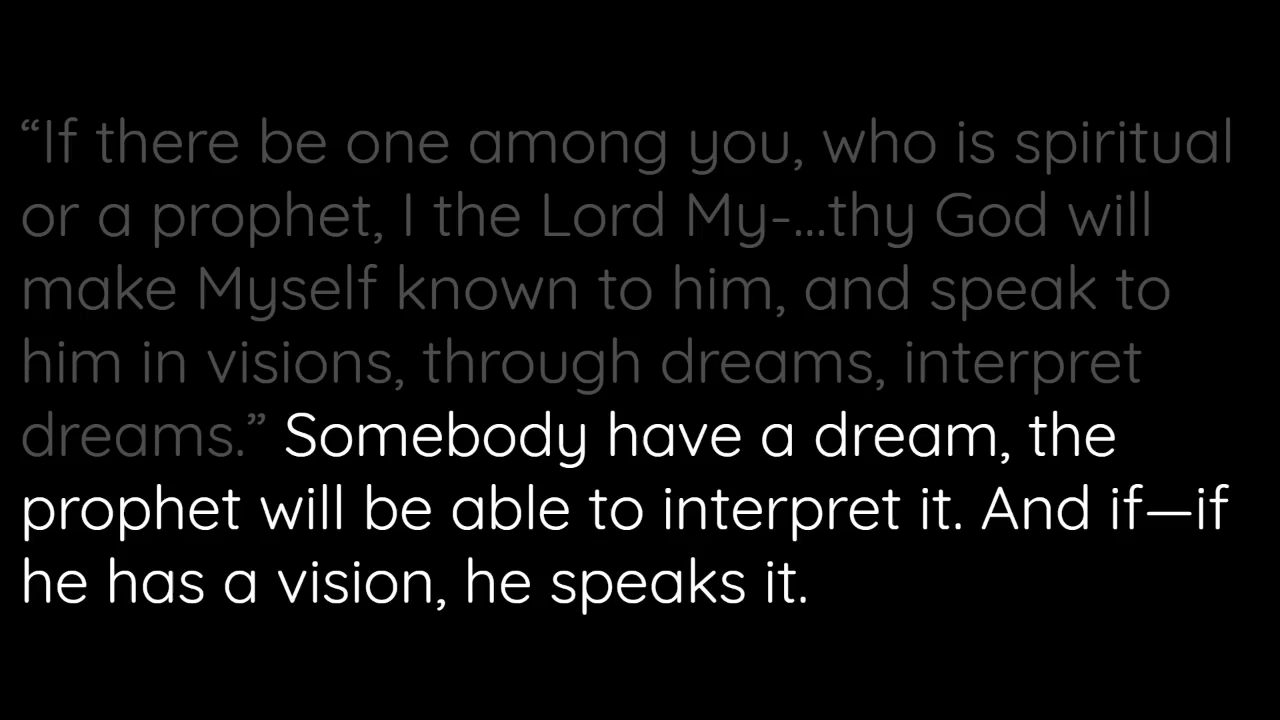 “If there be one among you, who is spiritual
or a prophet, I the Lord My-...thy God will
make Myself known to him, and speak to
him in visions, through dreams, interpret
dreams.” Somebody have a dream, the
prophet will be able to interpret it. And if—if
he has a vision, he speaks it.